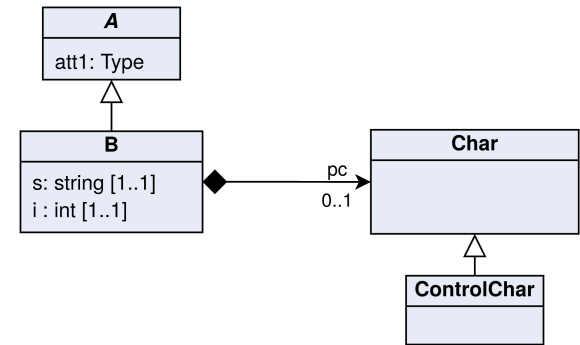 A
att1: Type
B
s: string [1..1]
i : int [1..1]
pc
0..1
Char
ControlChar